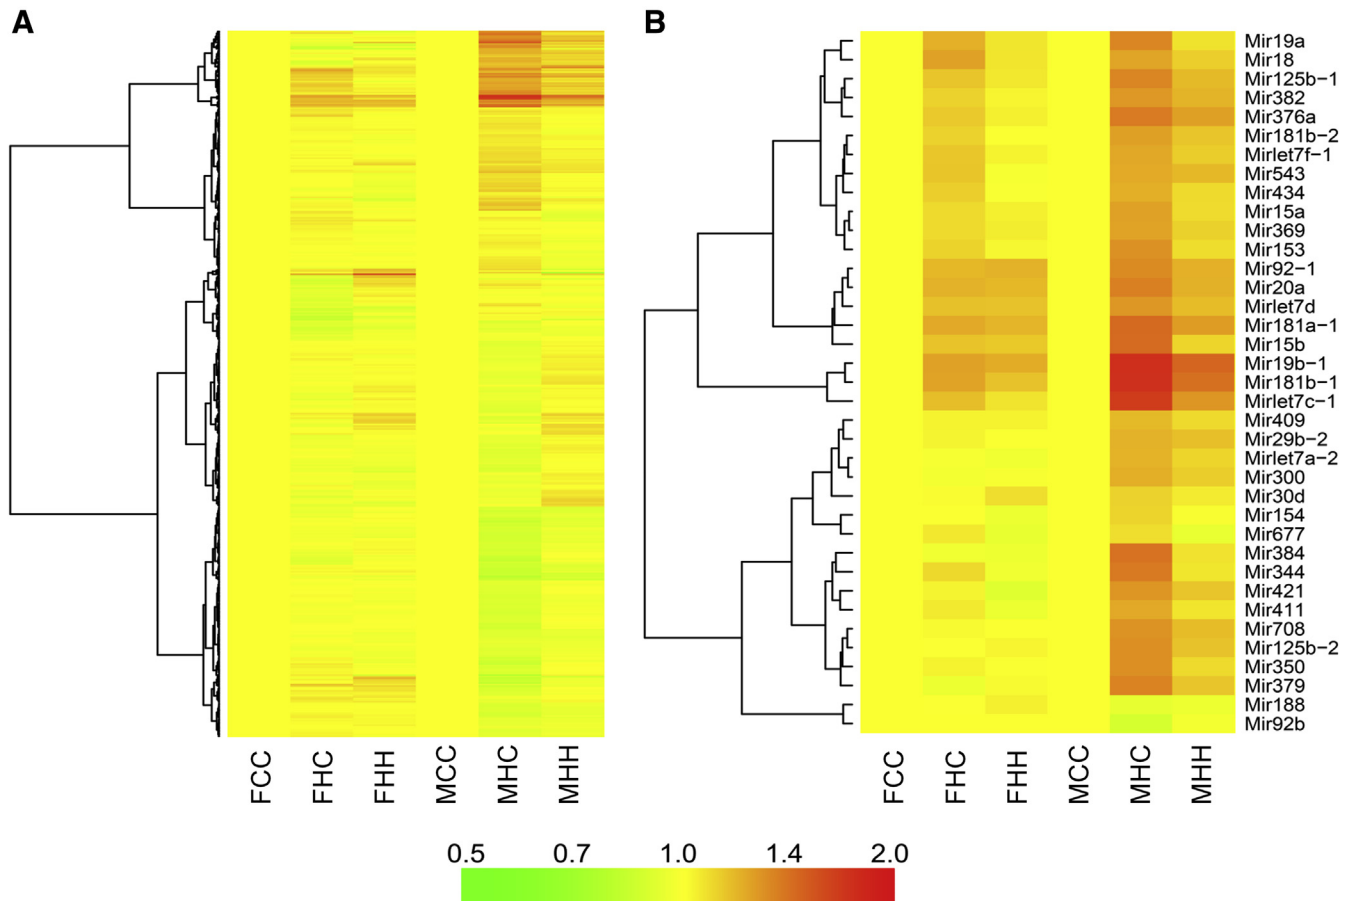 A
B
Mir19a
Mir18
Mir125b−1
Mir382
Mir376a
Mir181b−2
Mirlet7f−1
Mir543
Mir434
Mir15a
Mir369
Mir153
Mir92−1
Mir20a
Mirlet7d
Mir181a−1
Mir15b
Mir19b−1
Mir181b−1
Mirlet7c−1
Mir409
Mir29b−2
Mirlet7a−2
Mir300
Mir30d
Mir154
Mir677
Mir384
Mir344
Mir421
Mir411
Mir708
Mir125b−2
Mir350
Mir379
Mir188
Mir92b
FCC FHC FHH MCC MHC MHH
FCC FHC FHH MCC MHC MHH
0.5 0.7 1.0 1.4 2.0